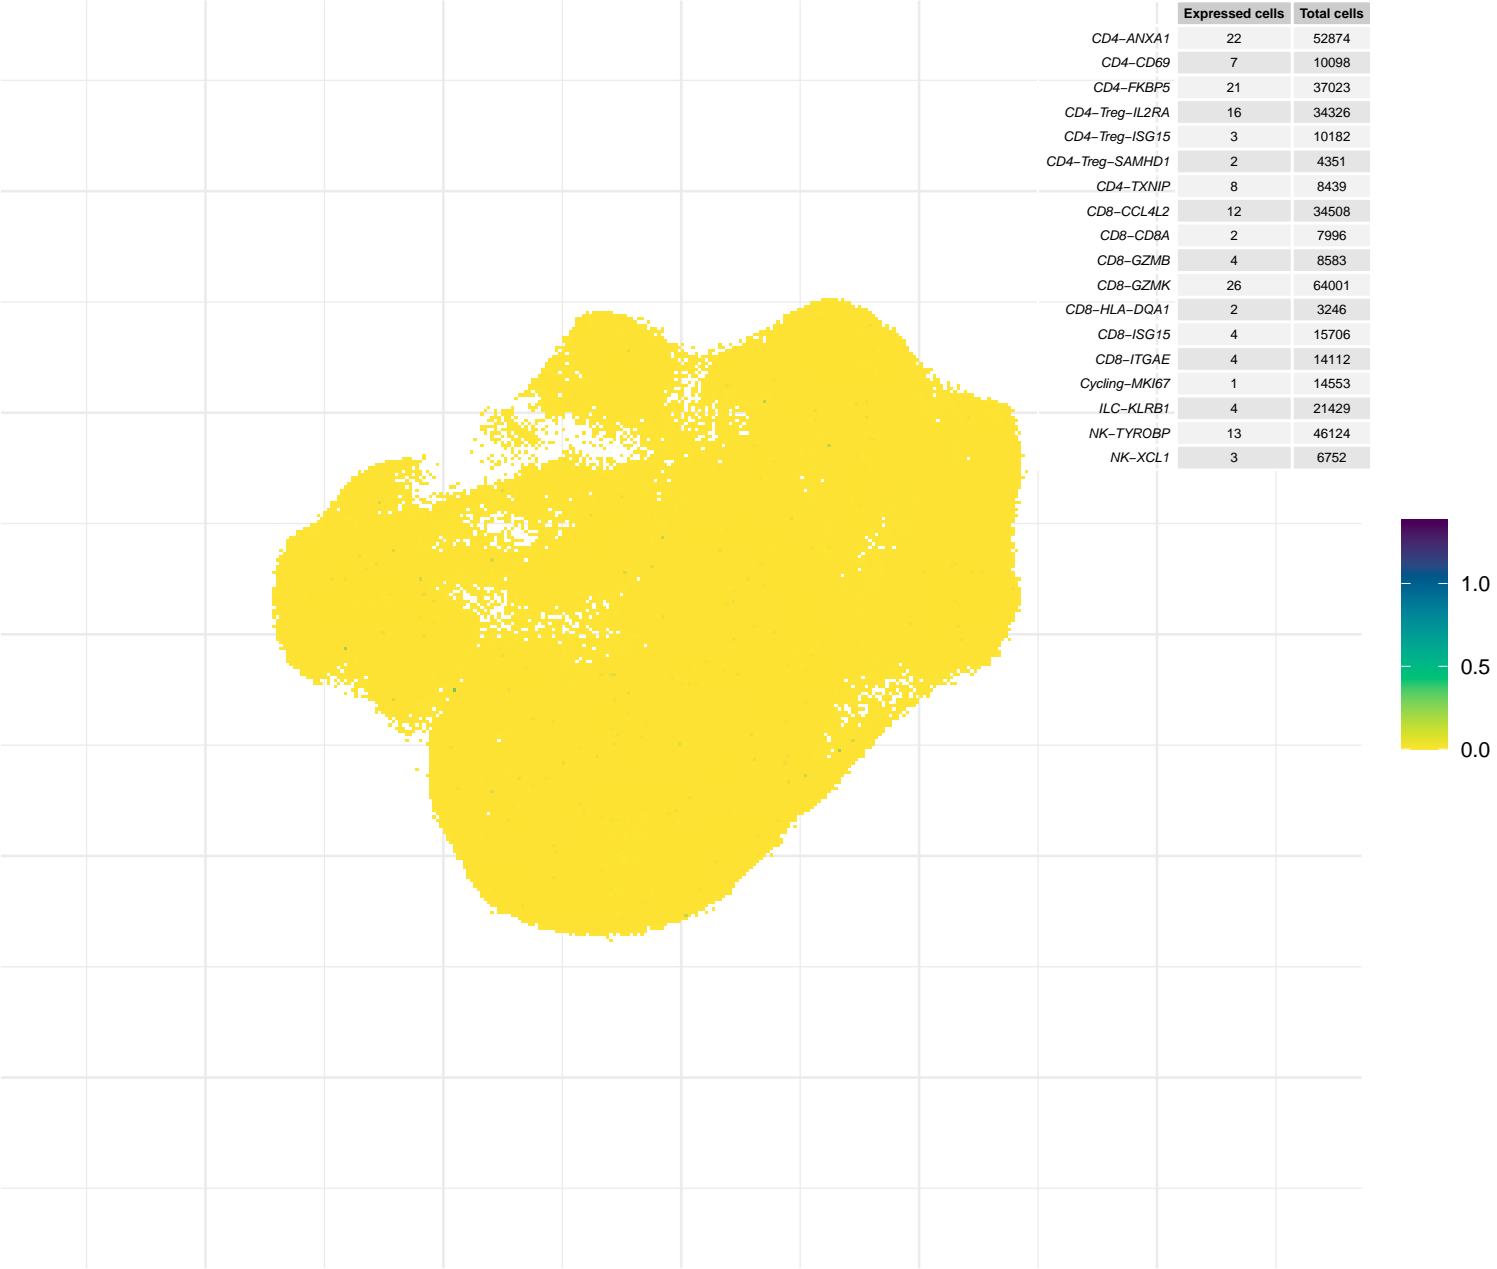 Expressed cells Total cells
CD4−ANXA1 22 52874
CD4−CD69 7 10098
CD4−FKBP5 21 37023
CD4−Treg−IL2RA 16 34326
CD4−Treg−ISG15 3 10182
CD4−Treg−SAMHD1 2 4351
CD4−TXNIP 8 8439
CD8−CCL4L2 12 34508
CD8−CD8A 2 7996
CD8−GZMB 4 8583
CD8−GZMK 26 64001
CD8−HLA−DQA1 2 3246
CD8−ISG15 4 15706
CD8−ITGAE 4 14112
Cycling−MKI67 1 14553
ILC−KLRB1 4 21429
NK−TYROBP 13 46124
NK−XCL1 3 6752
1.0
0.5
0.0